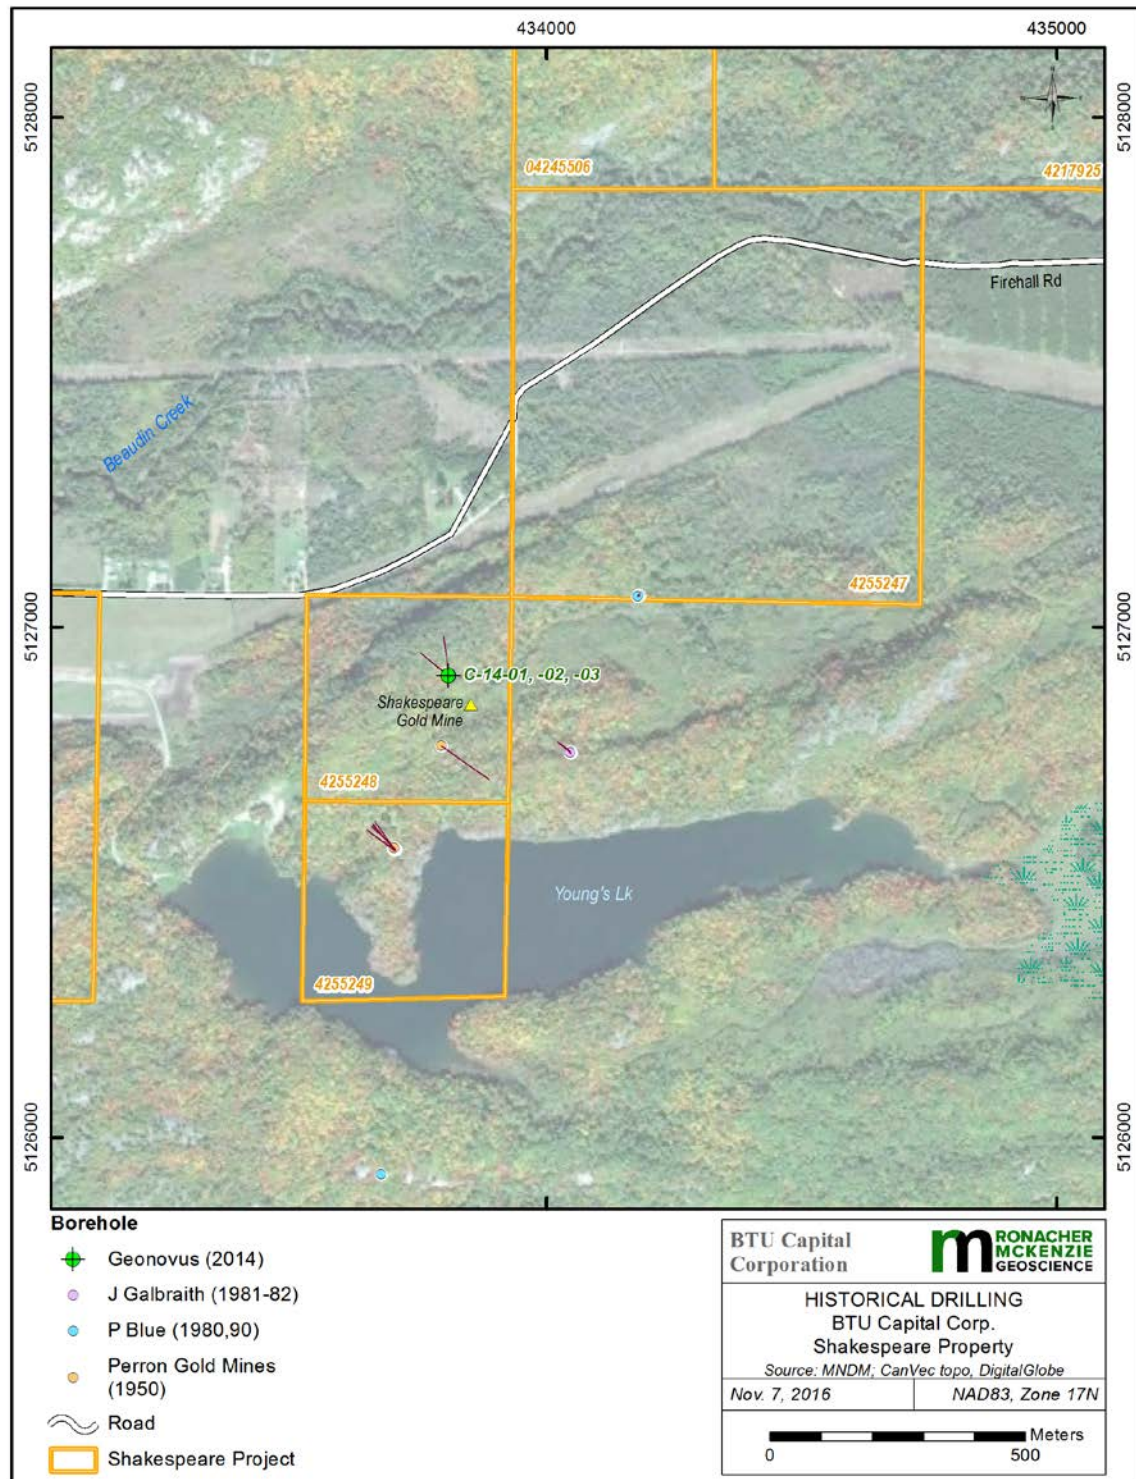 434000
435000
5128000
5128000
04245506
4217925
Firehall Rd
Beaudin Creek
4255247
5127000
5127000
C-14-01, -02, -03
Shakespeare
Gold Mine
4255248
Young's Lk
4255249
5126000
5126000
Borehole
Geonovus (2014)
J Galbraith (1981-82)
P Blue (1980,90)
Perron Gold Mines
(1950)
Road
Shakespeare Project
BTU Capital
Corporation
rm RONACHER
MCKENZIE
GEOSCIENCE
HISTORICAL DRILLING
BTU Capital Corp.
Shakespeare Property
Source: MNDM; CanVec topo, DigitalGlobe
Nov. 7, 2016
NAD83, Zone 17N
Meters
0 500